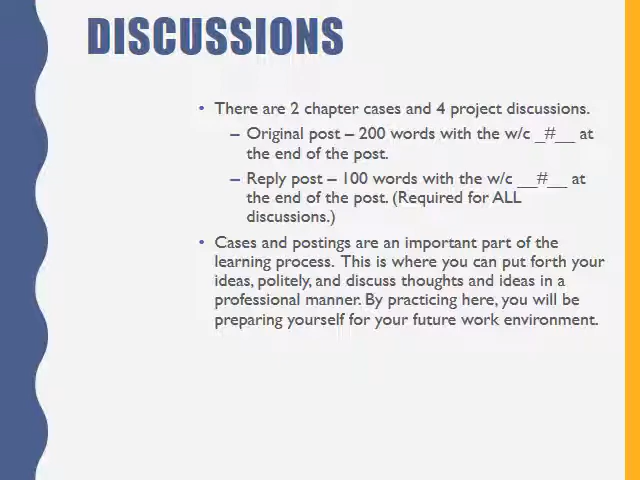 DISCUSSIONS
• There are 2 chapter cases and 4 project discussions.
– Original post – 200 words with the w/c _#__ at
the end of the post.
– Reply post – 100 words with the w/c __#__ at
the end of the post. (Required for ALL
discussions.)
• Cases and postings are an important part of the
learning process. This is where you can put forth your
ideas, politely, and discuss thoughts and ideas in a
professional manner. By practicing here, you will be
preparing yourself for your future work environment.